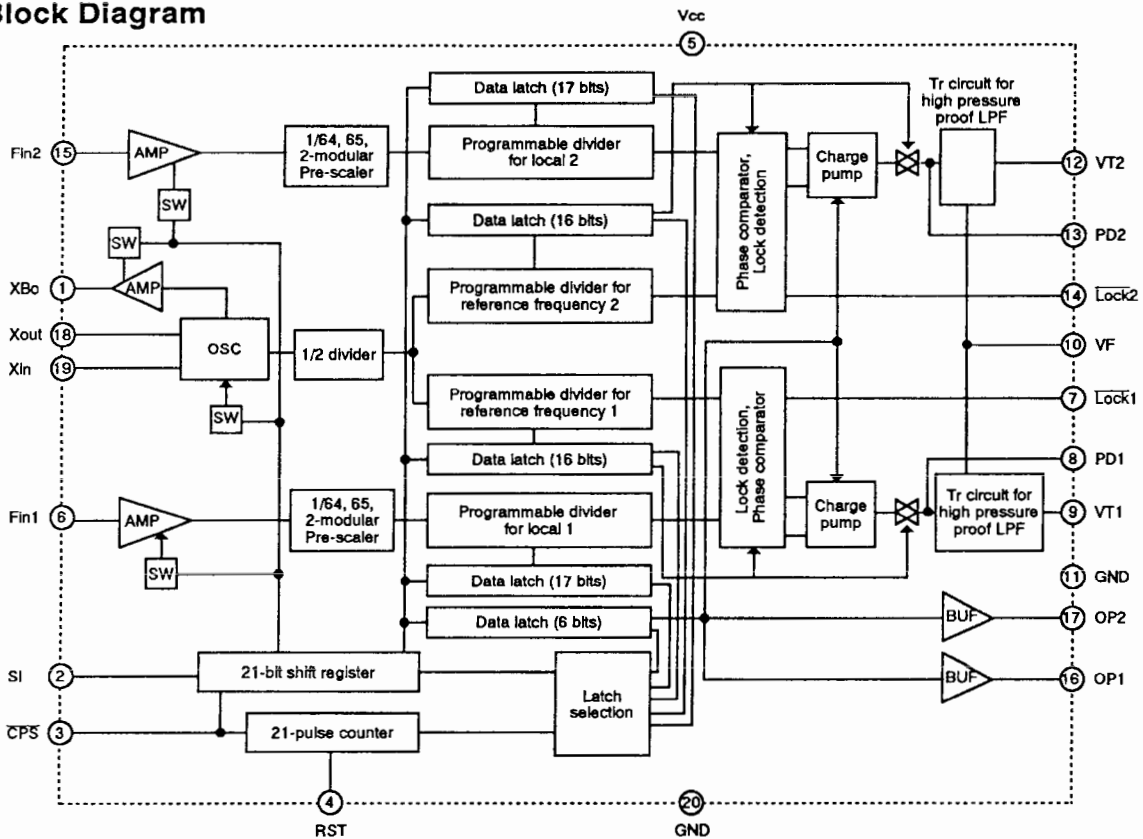 Block Diagram
Vcc
5
Data latch (17 bits)
Tr circuit for
high pressure
proof LPF
Fin2
15
AMP
1/64, 65,
2-modular
Pre-scaler
Programmable divider
for local 2
Phase comparator,
Lock detection
Charge
pump
12
VT2
SW
Data latch (16 bits)
SW
13
PD2
XBo
1
AMP
Programmable divider for
reference frequency 2
14
Lock2
Xout
18
OSC
1/2 divider
10
VF
Xin
19
Programmable divider for
reference frequency 1
Lock detection,
Phase comparator
7
Lock1
SW
Data latch (16 bits)
8
PD1
Fin1
6
AMP
1/64, 65,
2-modular
Pre-scaler
Programmable divider
for local 1
Charge
pump
Tr circuit for
high pressure
proof LPF
9
VT1
SW
Data latch (17 bits)
11
GND
Data latch (6 bits)
BUF
17
OP2
SI
2
21-bit shift register
Latch
selection
BUF
16
OP1
CPS
3
21-pulse counter
4
RST
20
GND